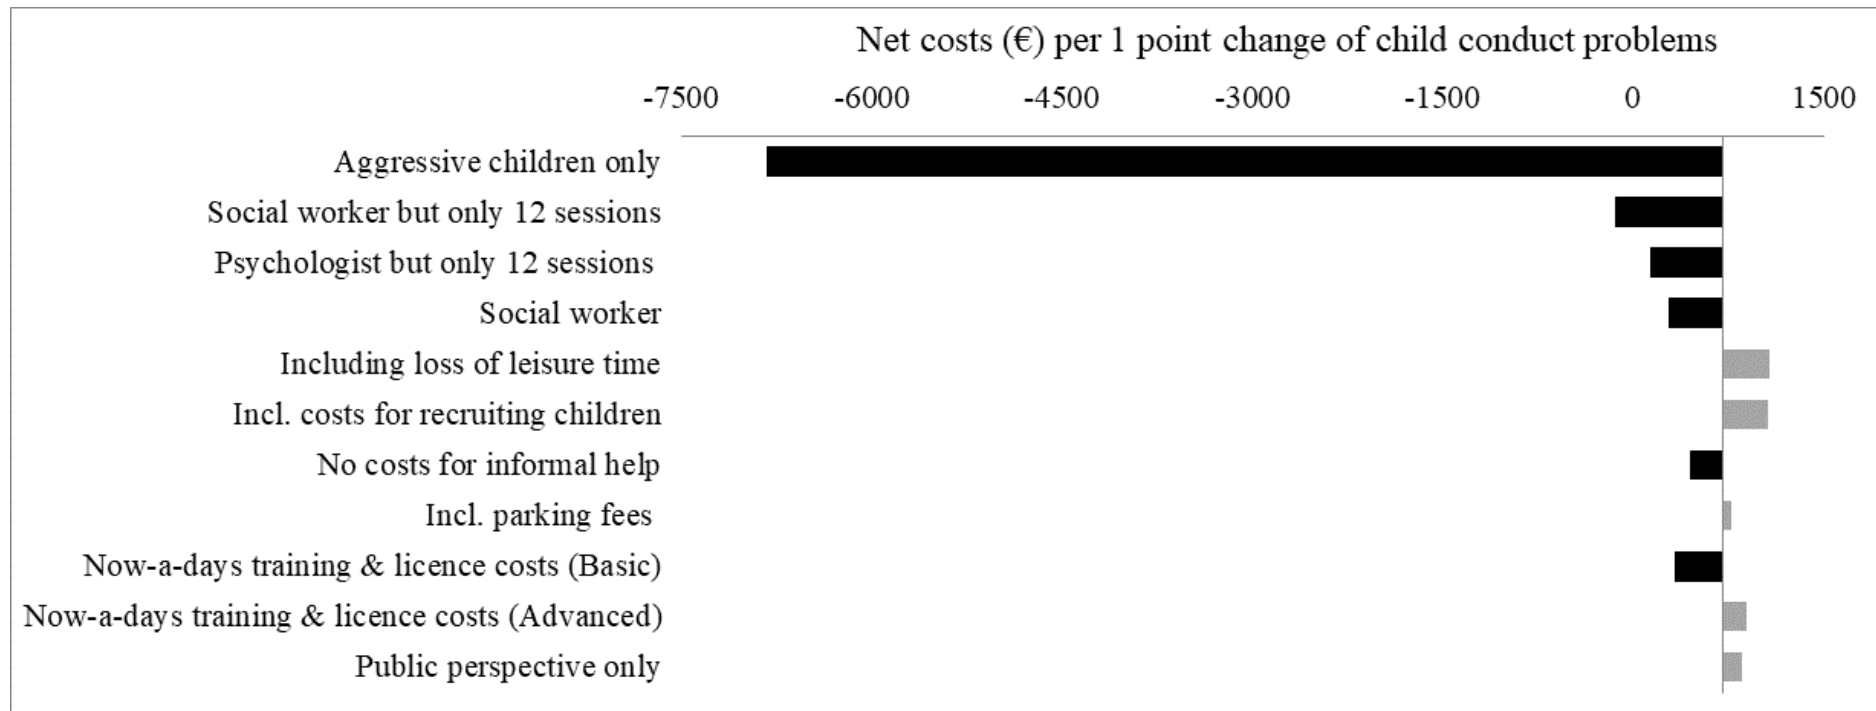 Net costs (€) per 1 point change of child conduct problems
-7500 -6000 -4500 -3000 -1500 0 1500
Aggressive children only
Social worker but only 12 sessions
Psychologist but only 12 sessions
Social worker
Including loss of leisure time
Incl. costs for recruiting children
No costs for informal help
Incl. parking fees
Now-a-days training & licence costs (Basic)
Now-a-days training & licence costs (Advanced)
Public perspective only